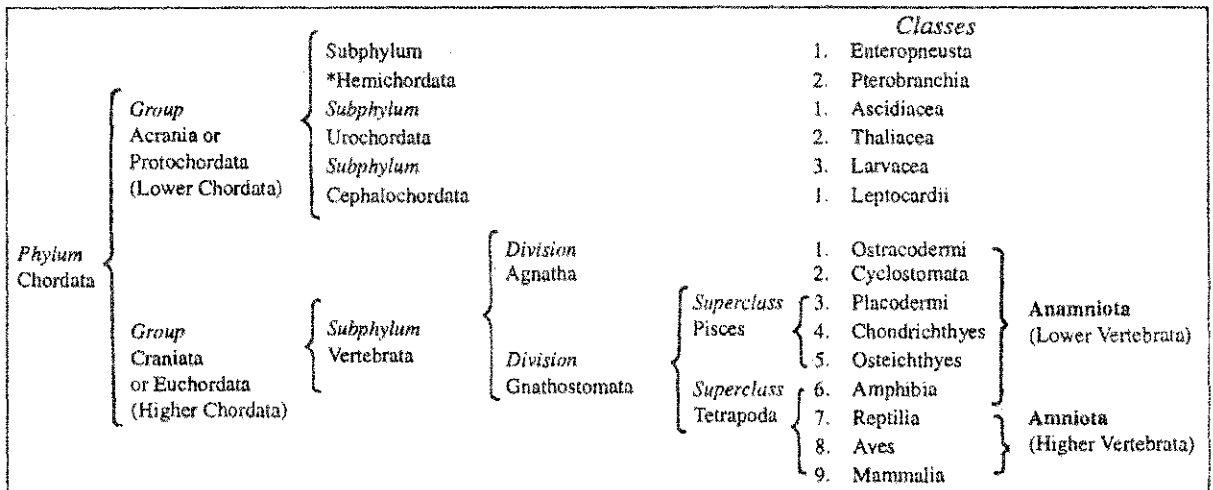 Classes
Subphylum 1. Enteropneusta
*Hemichordata 2. Pterobranchia
Group Subphylum 1. Ascidiacea
Acrania or Urochordata 2. Thaliacea
Protochordata Subphylum 3. Larvacea
(Lower Chordata) Cephalochordata 1. Leptocardii
Phylum Division 1. Ostracodermi
Chordata Agnatha 2. Cyclostomata
Superclass 3. Placodermi Anamniota
Group Subphylum Pisces 4. Chondrichthyes (Lower Vertebrata)
Craniata Vertebrata Division 5. Osteichthyes
or Euchordata Gnathostomata Superclass 6. Amphibia
(Higher Chordata) Tetrapoda 7. Reptilia Amniota
8. Aves (Higher Vertebrata)
9. Mammalia